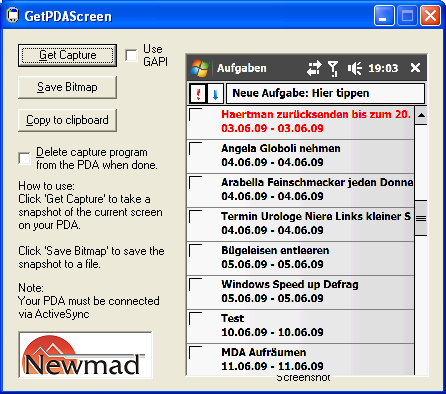 GetPDAScreen
Get Capture
Use
GAPI
Save Bitmap
Copy to clipboard
Delete capture program
from the PDA when done.
How to use:
Click 'Get Capture' to take a
snapshot of the current screen
on your PDA.
Click 'Save Bitmap' to save the
snapshot to a file.
Note:
Your PDA must be connected
via ActiveSync
Newmad
Aufgaben
19:03
Neue Aufgabe: Hier tippen
Haertman zurücksenden bis zum 20.
03.06.09 - 03.06.09
Angela Globoli nehmen
04.06.09 - 04.06.09
Arabella Feinschmecker jeden Donne
04.06.09 - 04.06.09
Termin Urologe Niere Links kleiner S
04.06.09 - 04.06.09
Bügeleisen entleeren
05.06.09 - 05.06.09
Windows Speed up Defrag
05.06.09 - 05.06.09
Test
10.06.09 - 10.06.09
MDA Aufräumen
11.06.09 - 11.06.09
Screenshot